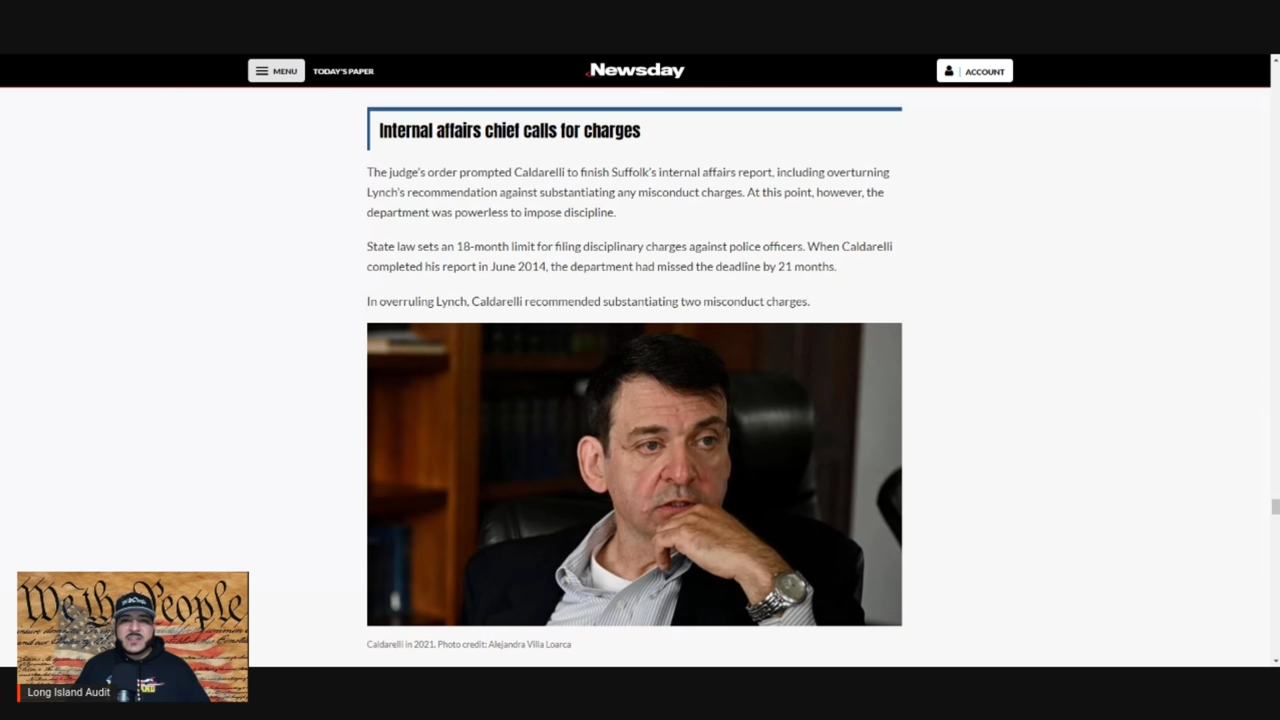 MENU
TODAY'S PAPER
Newsday
ACCOUNT
Internal affairs chief calls for charges
The judge's order prompted Caldarelli to finish Suffolk's internal affairs report, including overturning
Lynch's recommendation against substantiating any misconduct charges. At this point, however, the
department was powerless to impose discipline.
State law sets an 18-month limit for filing disciplinary charges against police officers. When Caldarelli
completed his report in June 2014, the department had missed the deadline by 21 months.
In overruling Lynch, Caldarelli recommended substantiating two misconduct charges.
Caldarelli in 2021. Photo credit: Alejandra Villa Loarca
We the People
Long Island Audit